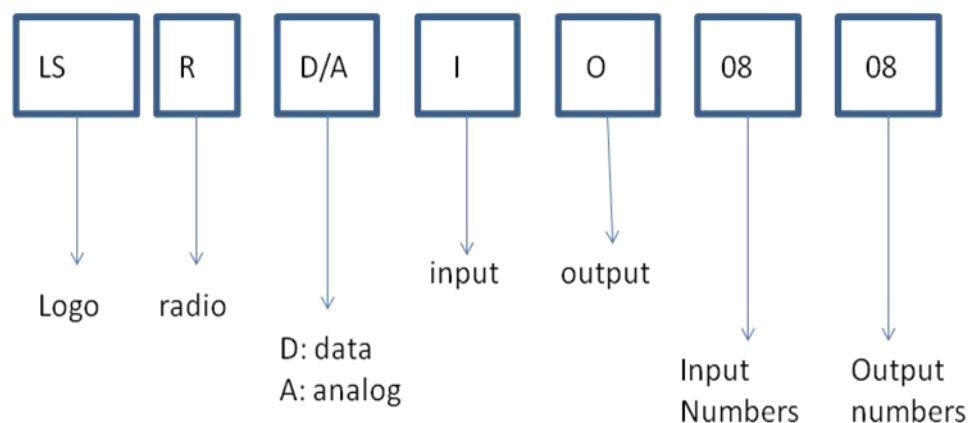 LS R D/A I O 08 08
input output
Logo radio
D: data
A: analog
Input Numbers
Output numbers